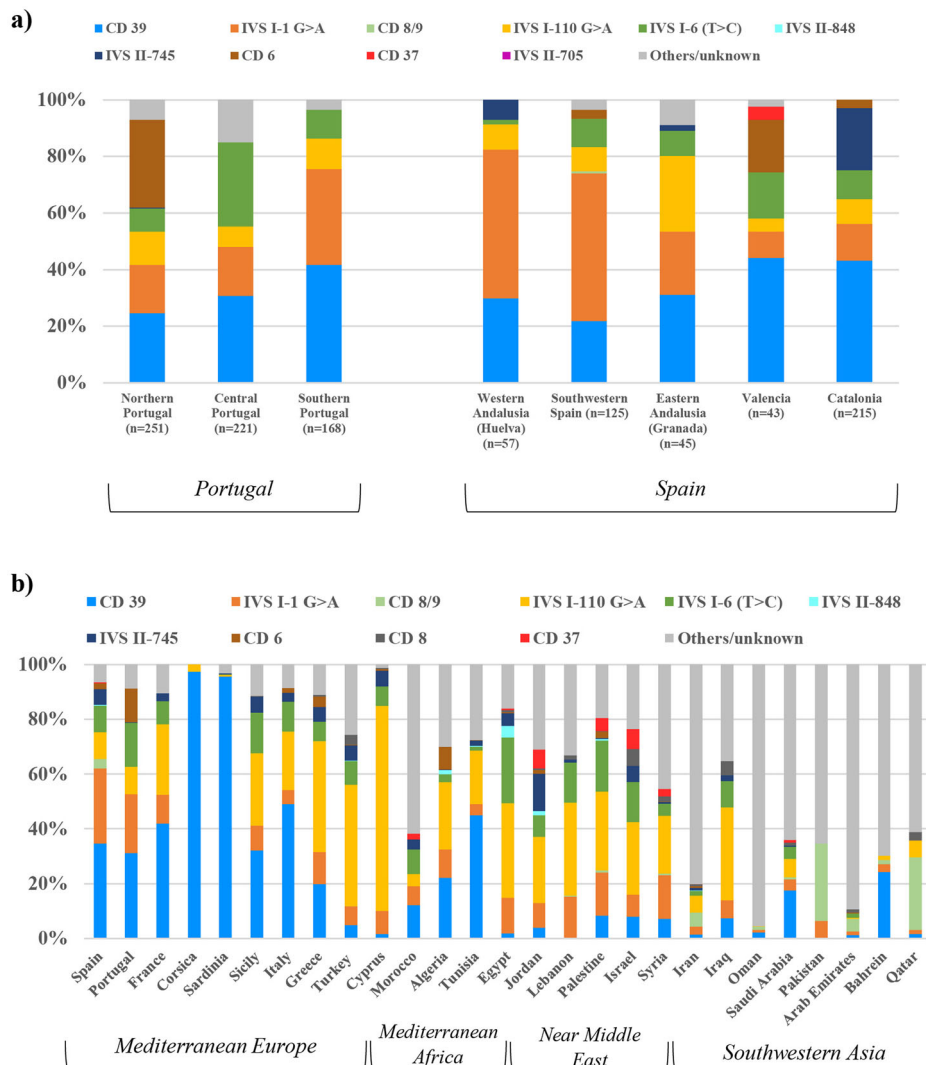 a)
CD 39 IVS I-1 G>A CD 8/9 IVS I-110 G>A IVS I-6 (T>C) IVS II-848
IVS II-745 CD 6 CD 37 IVS II-705 Others/unknown
100%
80%
60%
40%
20%
0%
Northern Portugal (n=251)
Central Portugal (n=221)
Southern Portugal (n=168)
Western Andalusia (Huelva) (n=57)
Southwestern Spain (n=125)
Eastern Andalusia (Granada) (n=45)
Valencia (n=43)
Catalonia (n=215)
Portugal
Spain
b)
CD 39 IVS I-1 G>A CD 8/9 IVS I-110 G>A IVS I-6 (T>C) IVS II-848
IVS II-745 CD 6 CD 8 CD 37 Others/unknown
100%
80%
60%
40%
20%
0%
Spain
Portugal
France
Corsica
Sardinia
Sicily
Italy
Greece
Turkey
Cyprus
Morocco
Algeria
Tunisia
Egypt
Jordan
Lebanon
Palestine
Israel
Syria
Iran
Iraq
Oman
Saudi Arabia
Pakistan
Arab Emirates
Bahrein
Qatar
Mediterranean Europe
Mediterranean Africa
Near Middle East
Southwestern Asia